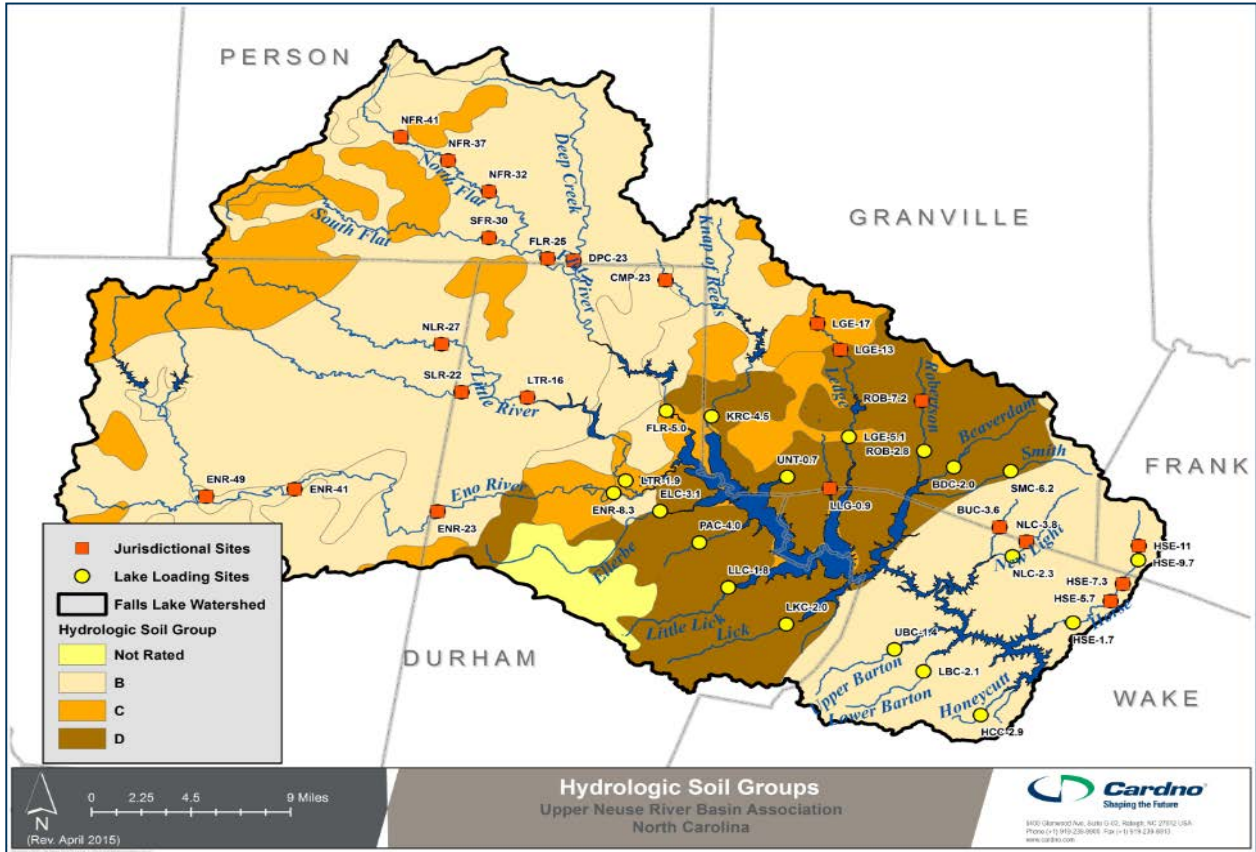 PERSON
NFR-41
NFR-37
North Flat
NFR-32
Deep Creek
GRANVILLE
South Flat
SFR-30
Knap of Reeds
FLR-25
DPC-23
Flat River
CMP-23
LGE-17
NLR-27
LGE-13
SLR-22
Little River
LTR-16
Ledge
Robertson
ROB-7.2
FLR-5.0
KRC-4.5
Beaverdam
LGE-5.1
ROB-2.8
Smith
FRANK
UNT-0.7
LTR-1.9
ENR-49
ENR-41
Eno River
ELC-3.1
BDC-2.0
SMC-6.2
ENR-8.3
LLG-0.9
BUC-3.6
ENR-23
PAC-4.0
NLC-3.8
New Light
HSE-11
Ellerbe
NLC-2.3
HSE-9.7
LLC-1.8
HSE-7.3
HSE-5.7
Horse
LKC-2.0
Little Lick
Lick
HSE-1.7
UBC-1.4
DURHAM
LBC-2.1
Upper Barton
Lower Barton
Honeycutt
WAKE
HCC-2.9
Jurisdictional Sites
Lake Loading Sites
Falls Lake Watershed
Hydrologic Soil Group
Not Rated
B
C
D
N
0 2.25 4.5 9 Miles
(Rev. April 2015)
Hydrologic Soil Groups
Upper Neuse River Basin Association
North Carolina
Cardno
Shaping the Future
www.cardno.com